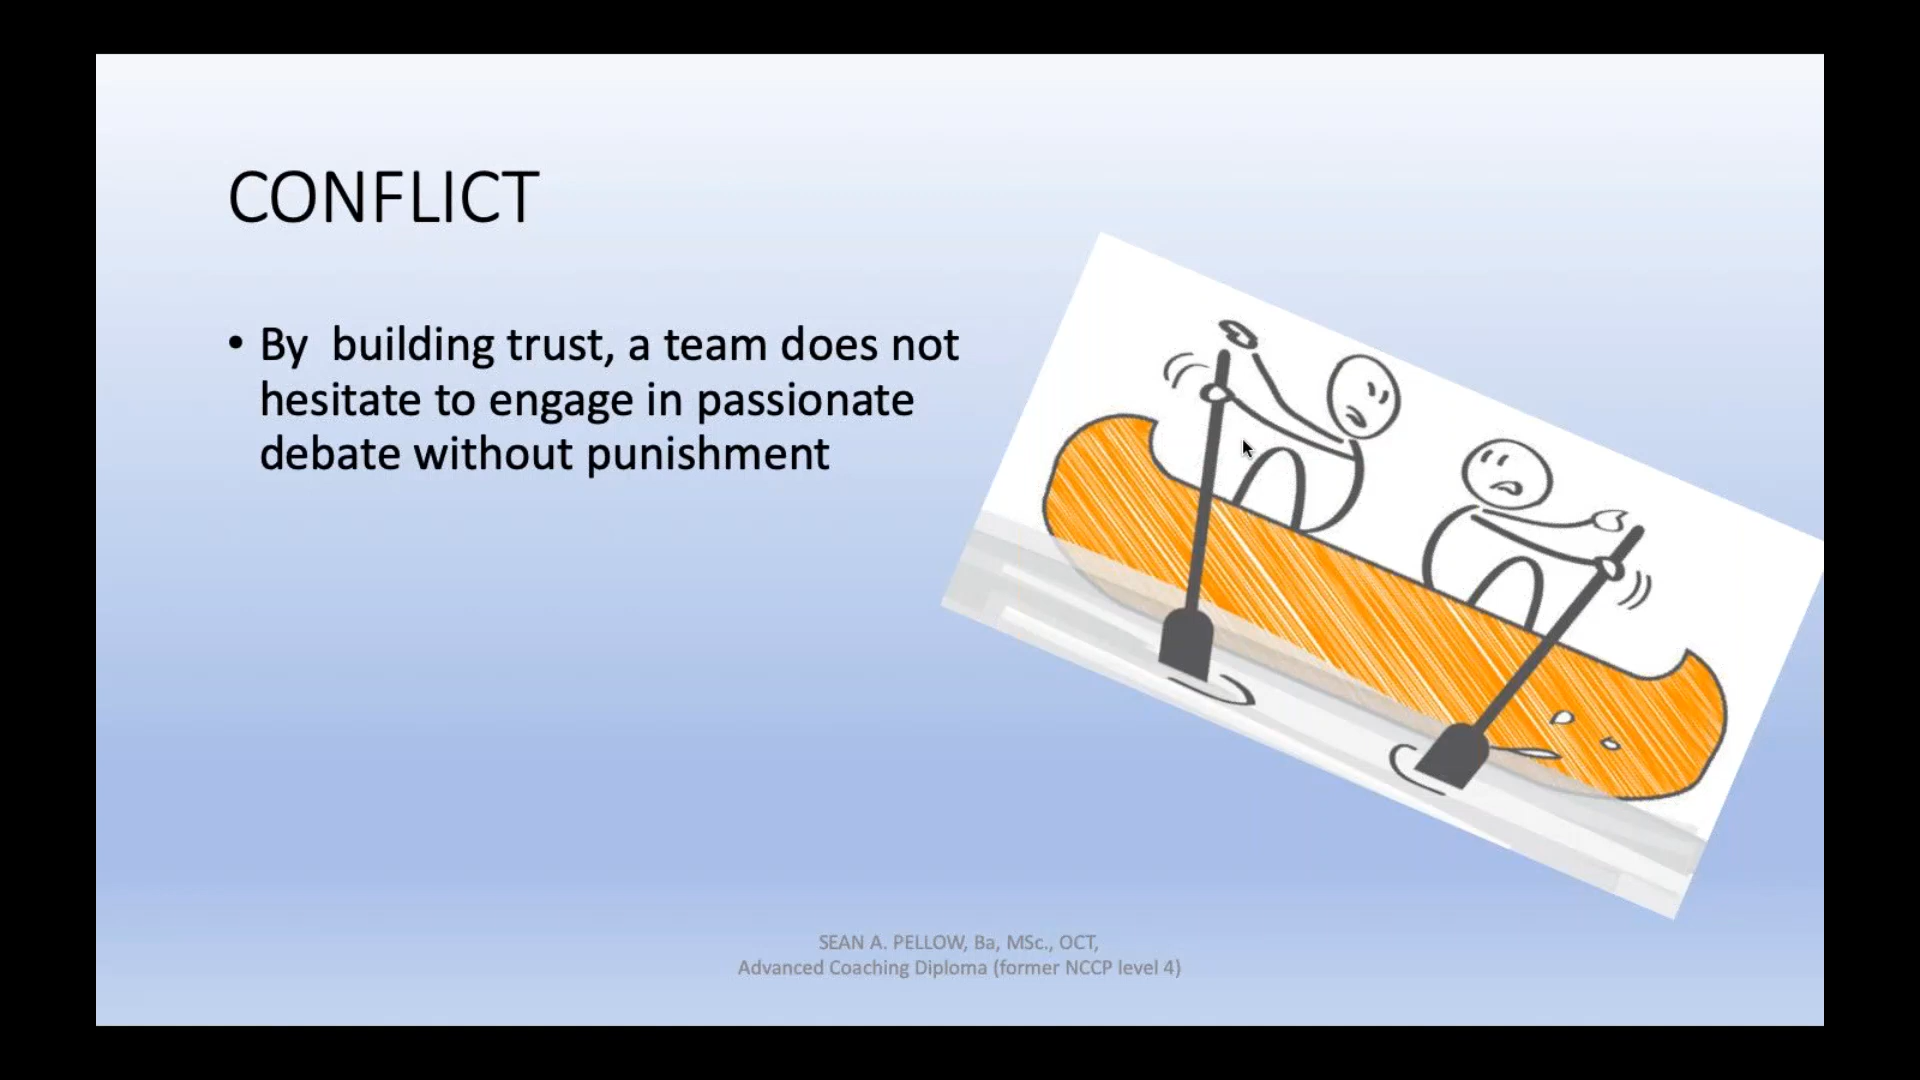 CONFLICT
• By  building trust, a team does not
hesitate to engage in passionate
debate without punishment
SEAN A. PELLOW, Ba, MSc., OCT,
Advanced Coaching Diploma (former NCCP level 4)